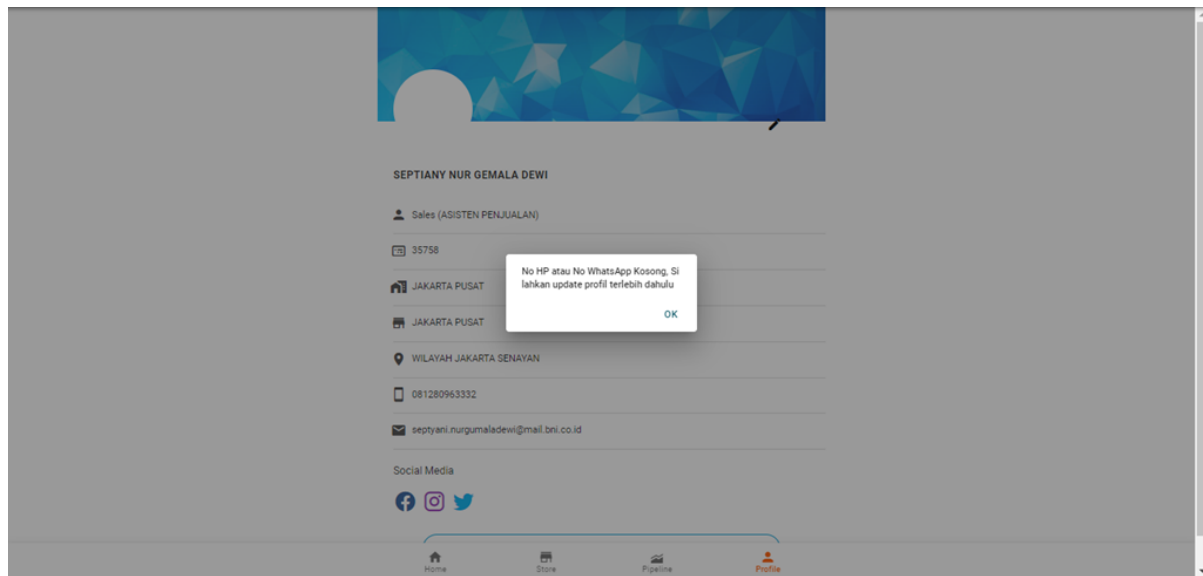 SEPTIANY NUR GEMALA DEWI
Sales (ASISTEN PENJUALAN)
35758
JAKARTA PUSAT
JAKARTA PUSAT
WILAYAH JAKARTA SENAYAN
081280963332
septyani.nurgumaladewi@mail.bni.co.id
Social Media
No HP atau No WhatsApp Kosong, Si
lahkan update profil terlebih dahulu
OK
Home
Store
Pipeline
Profile